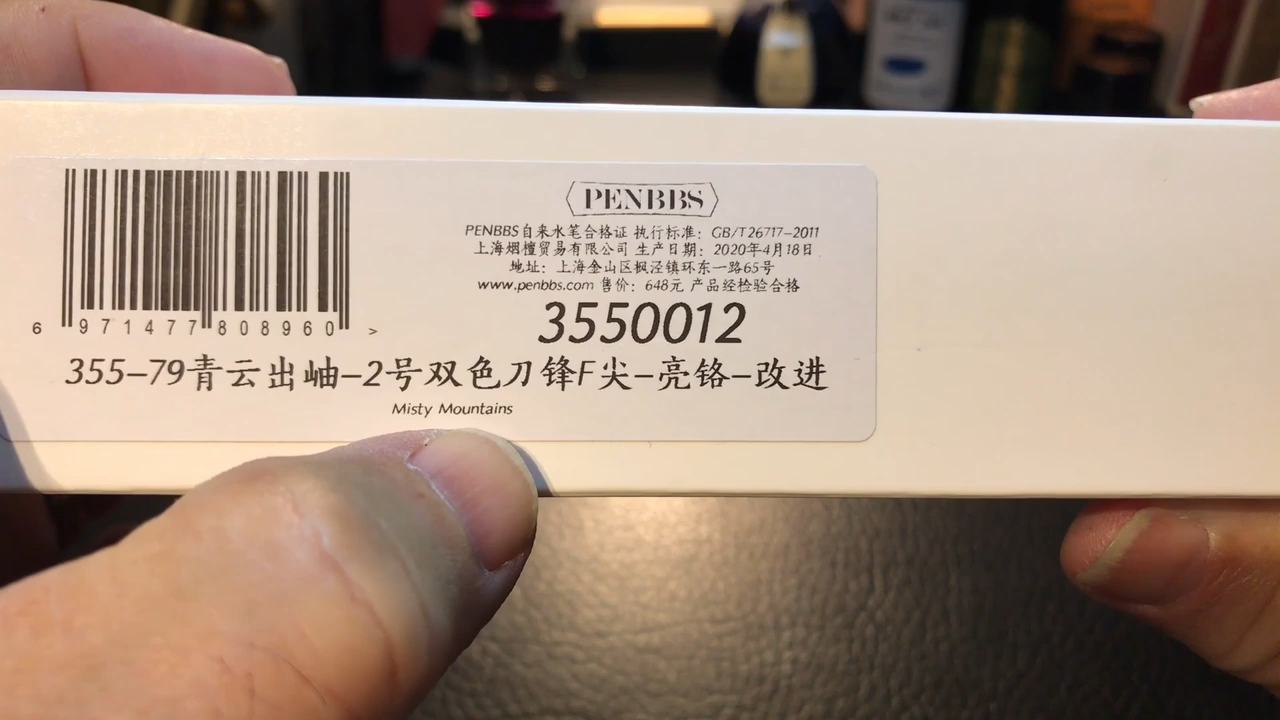 PENBBS
PENBBS自来水笔合格证 执行标准：GB/T26717-2011
上海烟檀贸易有限公司 生产日期：2020年4月18日
地址：上海金山区枫泾镇环东一路65号
www.penbbs.com 售价：648元 产品经检验合格
3550012
6 971477 808960 >
355-79青云出岫-2号双色刀锋F尖-亮铬-改进
Misty Mountains